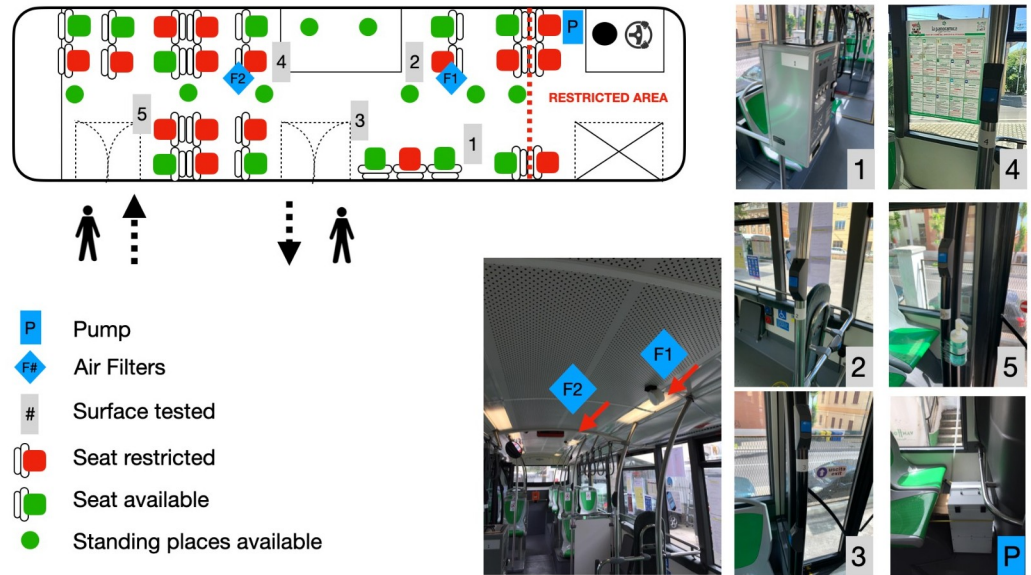 P
F2
4
2
F1
RESTRICTED AREA
5
3
1
P Pump
F# Air Filters
# Surface tested
Seat restricted
Seat available
Standing places available
F1
F2
1
4
2
5
3
P